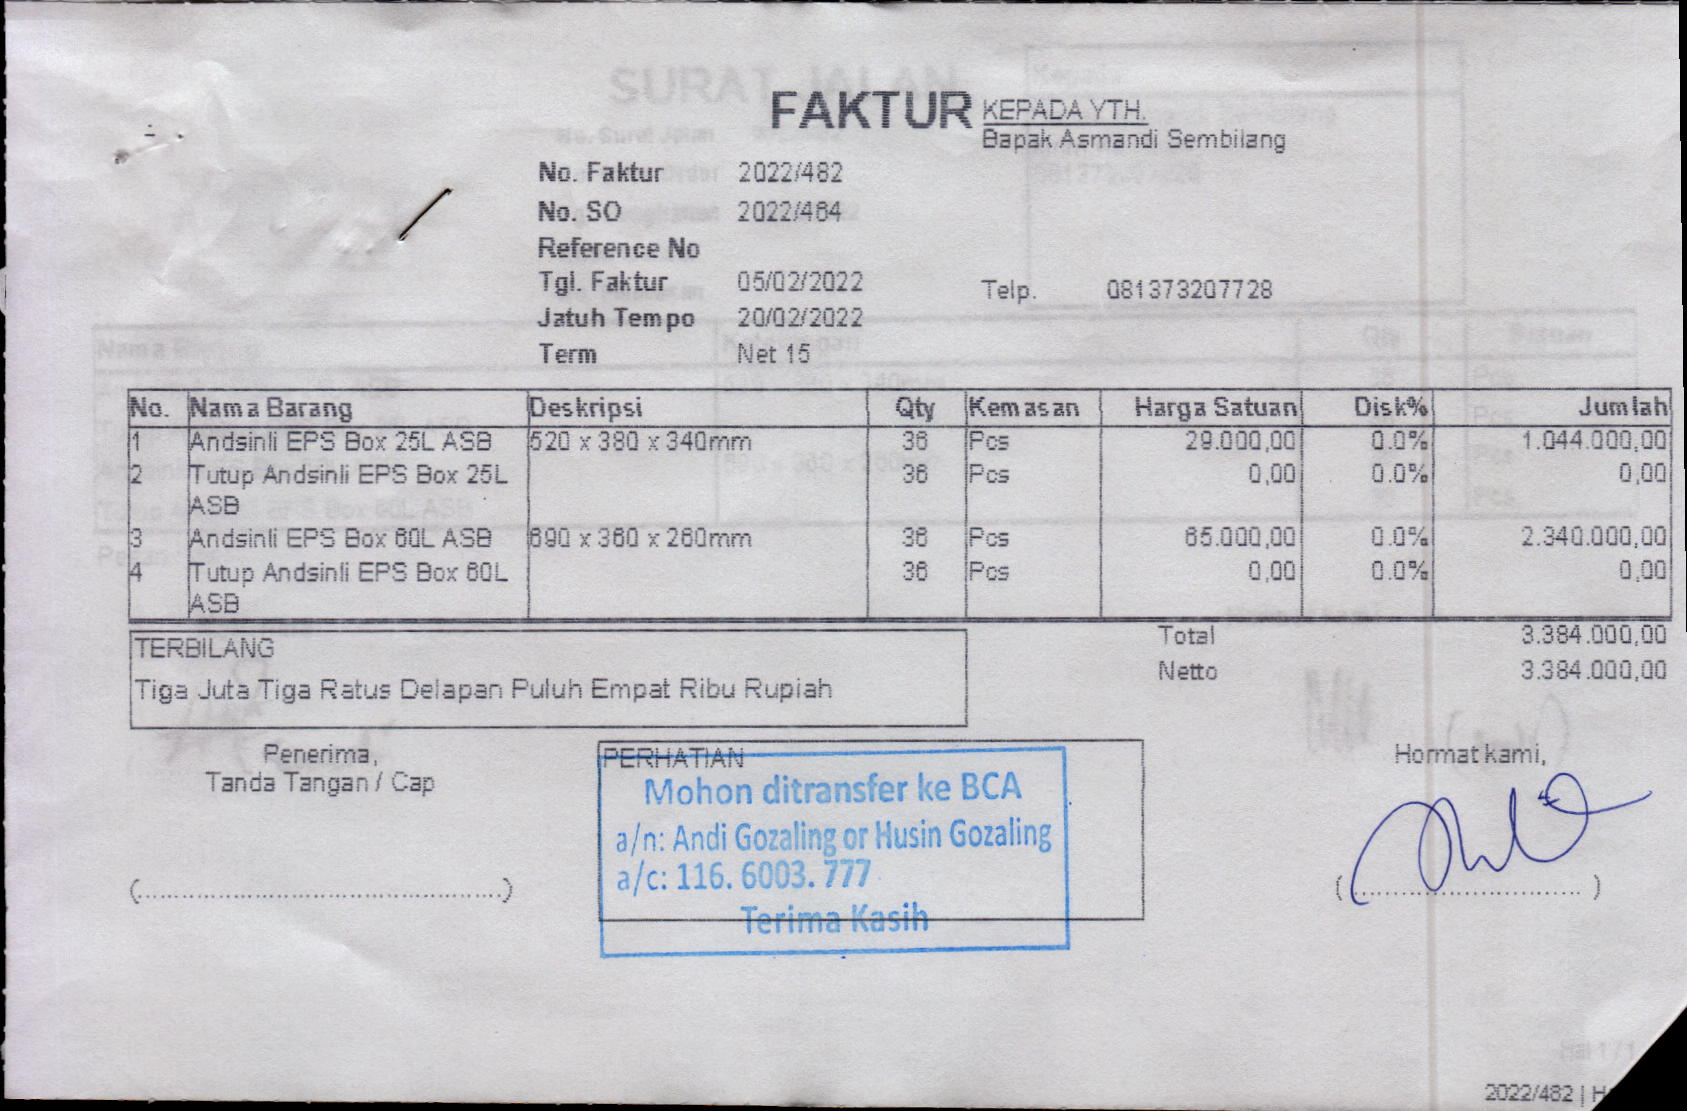 FAKTUR
KEPADA YTH.
Bapak Asmandi Sembilang
No. Faktur 2022/482
No. SO 2022/484
Reference No
Tgl. Faktur 05/02/2022
Telp. 081373207728
Jatuh Tempo 20/02/2022
Term Net 15
No. Nama Barang Deskripsi Qty Kemasan Harga Satuan Disk% Jumlah
1 Andsinli EPS Box 25L ASB 520 x 380 x 340mm 36 Pcs 29.000,00 0.0% 1.044.000,00
2 Tutup Andsinli EPS Box 25L 36 Pcs 0,00 0.0% 0,00
ASB
3 Andsinli EPS Box 60L ASB 690 x 360 x 260mm 36 Pcs 65.000,00 0.0% 2.340.000,00
4 Tutup Andsinli EPS Box 60L 36 Pcs 0,00 0.0% 0,00
ASB
Total 3.384.000,00
TERBILANG
Netto 3.384.000,00
Tiga Juta Tiga Ratus Delapan Puluh Empat Ribu Rupiah
Penerima,
Tanda Tangan / Cap
PERHATIAN
Hormat kami,
Mohon ditransfer ke BCA
a/n: Andi Gozaling or Husin Gozaling
a/c: 116. 6003. 777
Terima Kasih
(..........................................)
(.............................)
2022/482 |